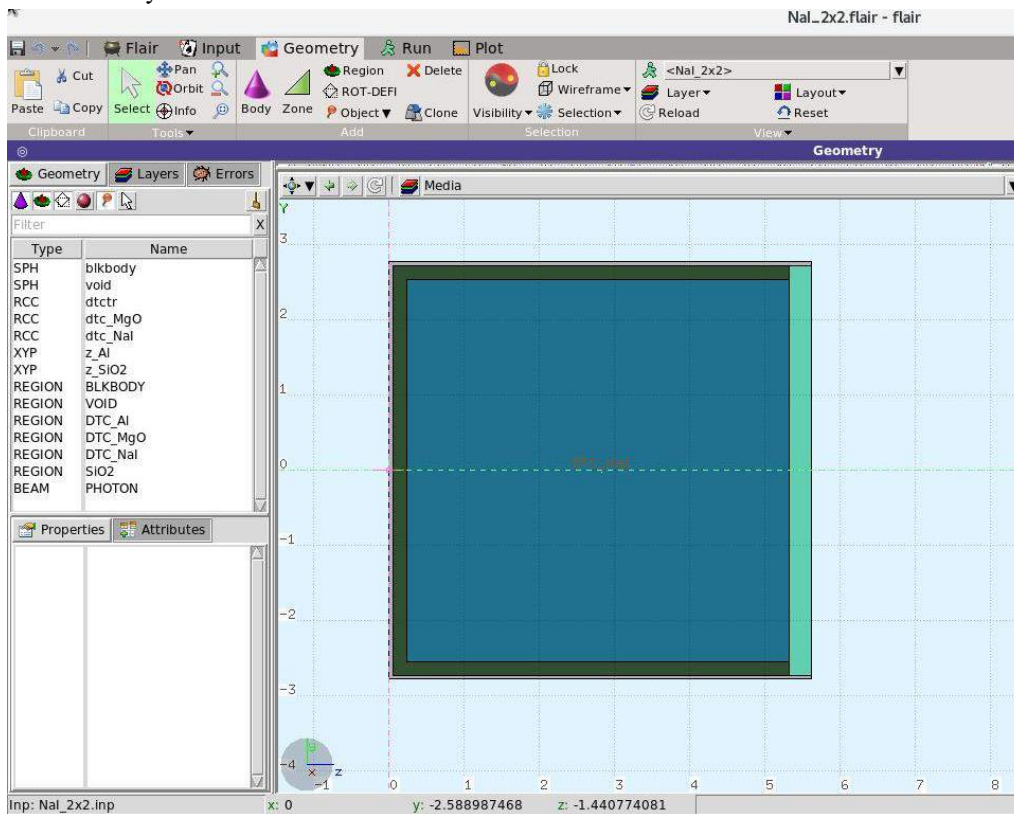 NaI_2x2.flair - flair
Flair Input Geometry Run Plot
Paste Cut Copy Select Pan Orbit Info Body Zone Region ROT-DEFI Object Delete Clone Visibility Lock Wireframe Selection <NaI_2x2> Layer Reload Layout Reset
Clipboard Tools Add Selection View
Geometry
Geometry Layers Errors
Media
Filter X
Type Name
SPH blkbody
SPH void
RCC dtctr
RCC dtc_MgO
RCC dtc_NaI
XYP z_Al
XYP z_SiO2
REGION BLKBODY
REGION VOID
REGION DTC_Al
REGION DTC_MgO
REGION DTC_NaI
REGION SiO2
BEAM PHOTON
Properties Attributes
Y
3
2
1
0
-1
-2
-3
-4
y
x z
-1 0 1 2 3 4 5 6 7 8
Inp: NaI_2x2.inp x: 0 y: -2.588987468 z: -1.440774081